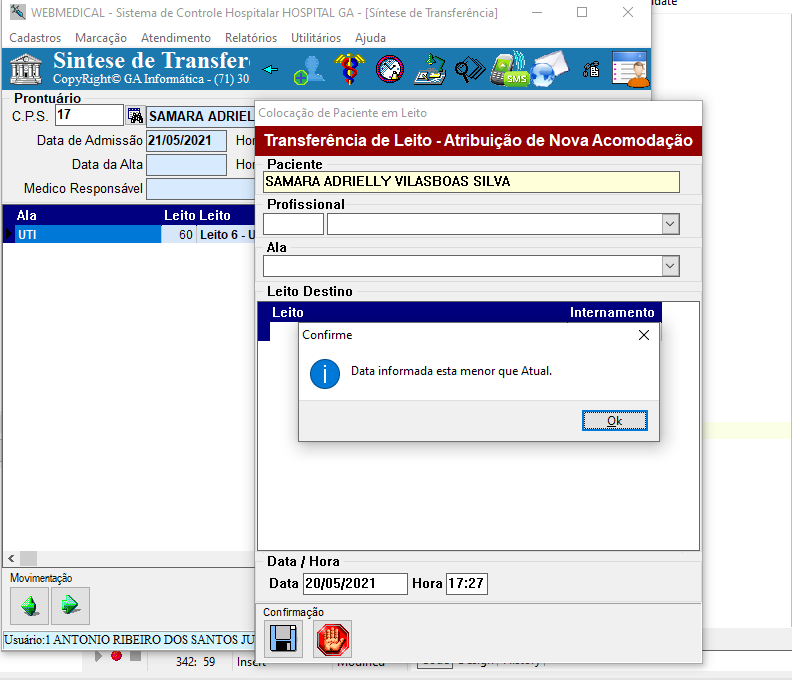 date
WEBMEDICAL - Sistema de Controle Hospitalar HOSPITAL GA - [Síntese de Transferência]
Cadastros Marcação Atendimento Relatórios Utilitários Ajuda
Sintese de Transfer
CopyRight© GA Informática - (71) 30
SMS
Prontuário
C.P.S. 17 SAMARA ADRIEL
Data de Admissão 21/05/2021 Hor
Data da Alta Hor
Medico Responsável
Ala Leito Leito
UTI 60 Leito 6 - U
Colocação de Paciente em Leito
Transferência de Leito - Atribuição de Nova Acomodação
Paciente
SAMARA ADRIELLY VILASBOAS SILVA
Profissional
Ala
Leito Destino
Leito Internamento
Confirme
Data informada esta menor que Atual.
Ok
Data / Hora
Data 20/05/2021 Hora 17:27
Confirmação
Movimentação
Usuário:1 ANTONIO RIBEIRO DOS SANTOS JU
342: 59 Insert Modified Code Design History